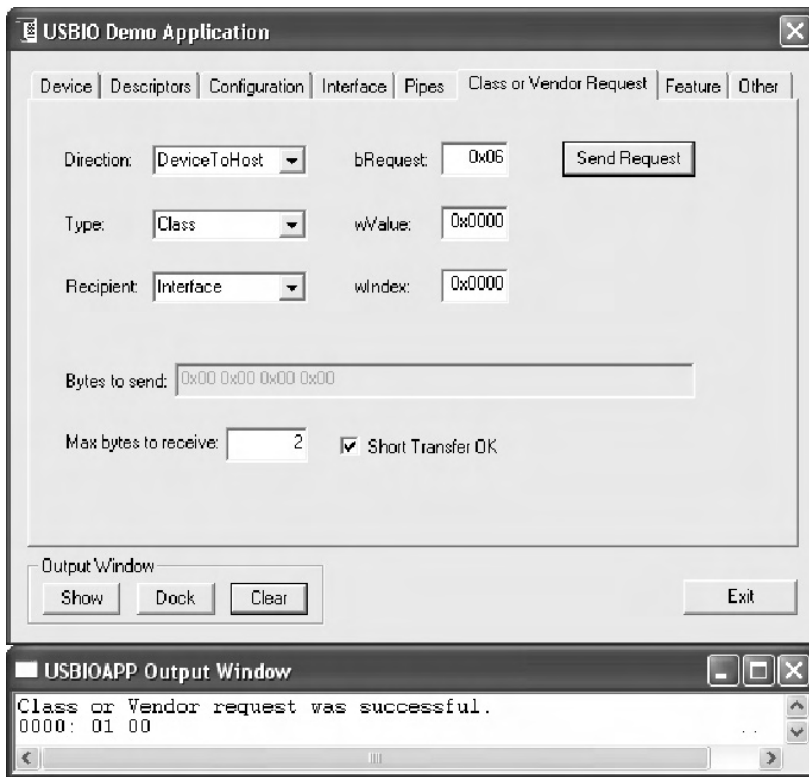 USBIO Demo Application
Device Descriptors Configuration Interface Pipes Class or Vendor Request Feature Other
Direction: DeviceToHost bRequest: 0x06 Send Request
Type: Class wValue: 0x0000
Recipient: Interface wIndex: 0x0000
Bytes to send: 0x00 0x00 0x00 0x00
Max bytes to receive: 2 Short Transfer OK
Output Window
Show Dock Clear Exit
USBIOAPP Output Window
Class or Vendor request was successful.
0000: 01 00 ..